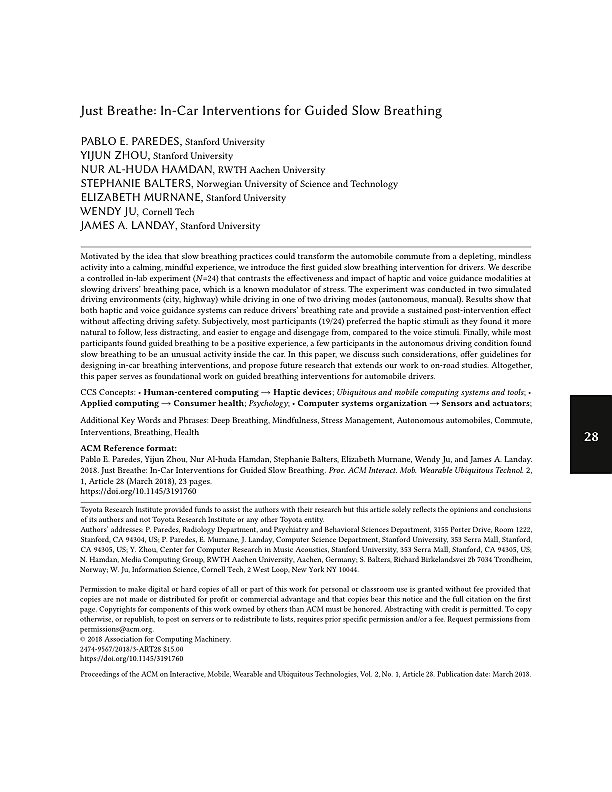 Just Breathe: In-Car Interventions for Guided Slow Breathing
PABLO E. PAREDES, Stanford University
YIJUN ZHOU, Stanford University
NUR AL-HUDA HAMDAN, RWTH Aachen University
STEPHANIE BALTERS, Norwegian University of Science and Technology
ELIZABETH MURNANE, Stanford University
WENDY JU, Cornell Tech
JAMES A. LANDAY, Stanford University
Motivated by the idea that slow breathing practices could transform the automobile commute from a depleting, mindless
activity into a calming, mindful experience, we introduce the first guided slow breathing intervention for drivers. We describe
a controlled in-lab experiment (N=24) that contrasts the effectiveness and impact of haptic and voice guidance modalities at
slowing drivers' breathing pace, which is a known modulator of stress. The experiment was conducted in two simulated
driving environments (city, highway) while driving in one of two driving modes (autonomous, manual). Results show that
both haptic and voice guidance systems can reduce drivers' breathing rate and provide a sustained post-intervention effect
without affecting driving safety. Subjectively, most participants (19/24) preferred the haptic stimuli as they found it more
natural to follow, less distracting, and easier to engage and disengage from, compared to the voice stimuli. Finally, while most
participants found guided breathing to be a positive experience, a few participants in the autonomous driving condition found
slow breathing to be an unusual activity inside the car. In this paper, we discuss such considerations, offer guidelines for
designing in-car breathing interventions, and propose future research that extends our work to on-road studies. Altogether,
this paper serves as foundational work on guided breathing interventions for automobile drivers.
CCS Concepts: • Human-centered computing → Haptic devices; Ubiquitous and mobile computing systems and tools; •
Applied computing → Consumer health; Psychology; • Computer systems organization → Sensors and actuators;
Additional Key Words and Phrases: Deep Breathing, Mindfulness, Stress Management, Autonomous automobiles, Commute,
Interventions, Breathing, Health
ACM Reference format:
Pablo E. Paredes, Yijun Zhou, Nur Al-huda Hamdan, Stephanie Balters, Elizabeth Murnane, Wendy Ju, and James A. Landay.
2018. Just Breathe: In-Car Interventions for Guided Slow Breathing. Proc. ACM Interact. Mob. Wearable Ubiquitous Technol. 2,
1, Article 28 (March 2018), 23 pages.
https://doi.org/10.1145/3191760
28
Toyota Research Institute provided funds to assist the authors with their research but this article solely reflects the opinions and conclusions
of its authors and not Toyota Research Institute or any other Toyota entity.
Authors' addresses: P. Paredes, Radiology Department, and Psychiatry and Behavioral Sciences Department, 3155 Porter Drive, Room 1222,
Stanford, CA 94304, US; P. Paredes, E. Murnane, J. Landay, Computer Science Department, Stanford University, 353 Serra Mall, Stanford,
CA 94305, US; Y. Zhou, Center for Computer Research in Music Acoustics, Stanford University, 353 Serra Mall, Stanford, CA 94305, US;
N. Hamdan, Media Computing Group, RWTH Aachen University, Aachen, Germany; S. Balters, Richard Birkelandsvei 2b 7034 Trondheim,
Norway; W. Ju, Information Science, Cornell Tech, 2 West Loop, New York NY 10044.
Permission to make digital or hard copies of all or part of this work for personal or classroom use is granted without fee provided that
copies are not made or distributed for profit or commercial advantage and that copies bear this notice and the full citation on the first
page. Copyrights for components of this work owned by others than ACM must be honored. Abstracting with credit is permitted. To copy
otherwise, or republish, to post on servers or to redistribute to lists, requires prior specific permission and/or a fee. Request permissions from
permissions@acm.org.
© 2018 Association for Computing Machinery.
2474-9567/2018/3-ART28 $15.00
https://doi.org/10.1145/3191760
Proceedings of the ACM on Interactive, Mobile, Wearable and Ubiquitous Technologies, Vol. 2, No. 1, Article 28. Publication date: March 2018.